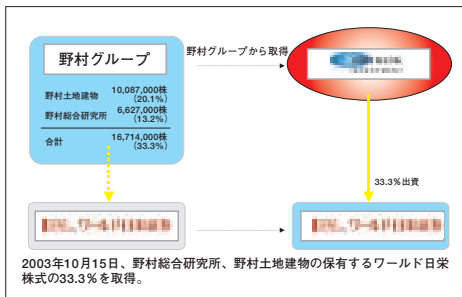 野村グループ
野村グループから取得
野村土地建物 10,087,000株
(20.1%)
野村総合研究所 6,627,000株
(13.2%)
合計 16,714,000株
(33.3%)
33.3%出資
2003年10月15日、野村総合研究所、野村土地建物の保有するワールド日栄
株式の33.3%を取得。